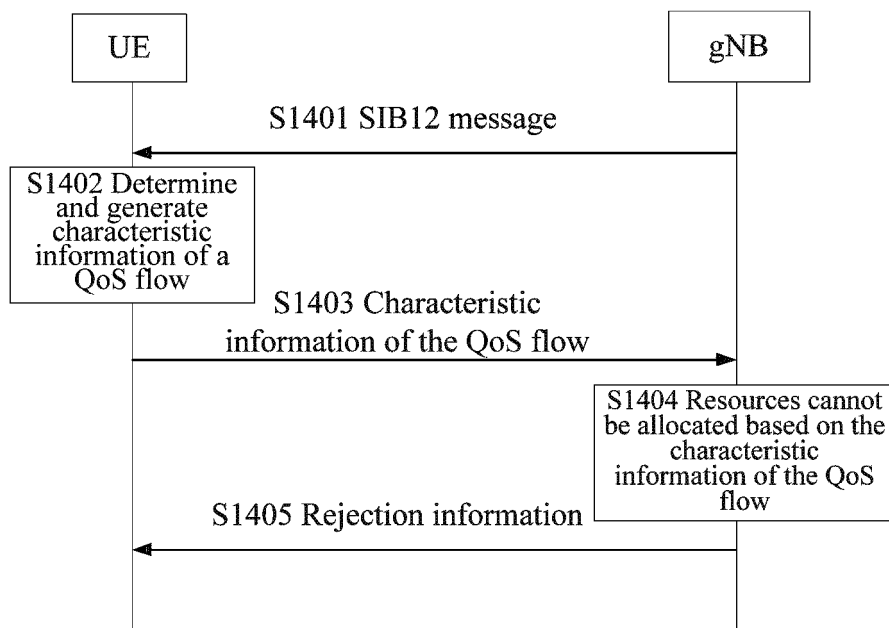 UE
gNB
S1401 SIB12 message
S1402 Determine
and generate
characteristic
information of a
QoS flow
S1403 Characteristic
information of the QoS flow
S1404 Resources cannot
be allocated based on the
characteristic
information of the QoS
flow
S1405 Rejection information